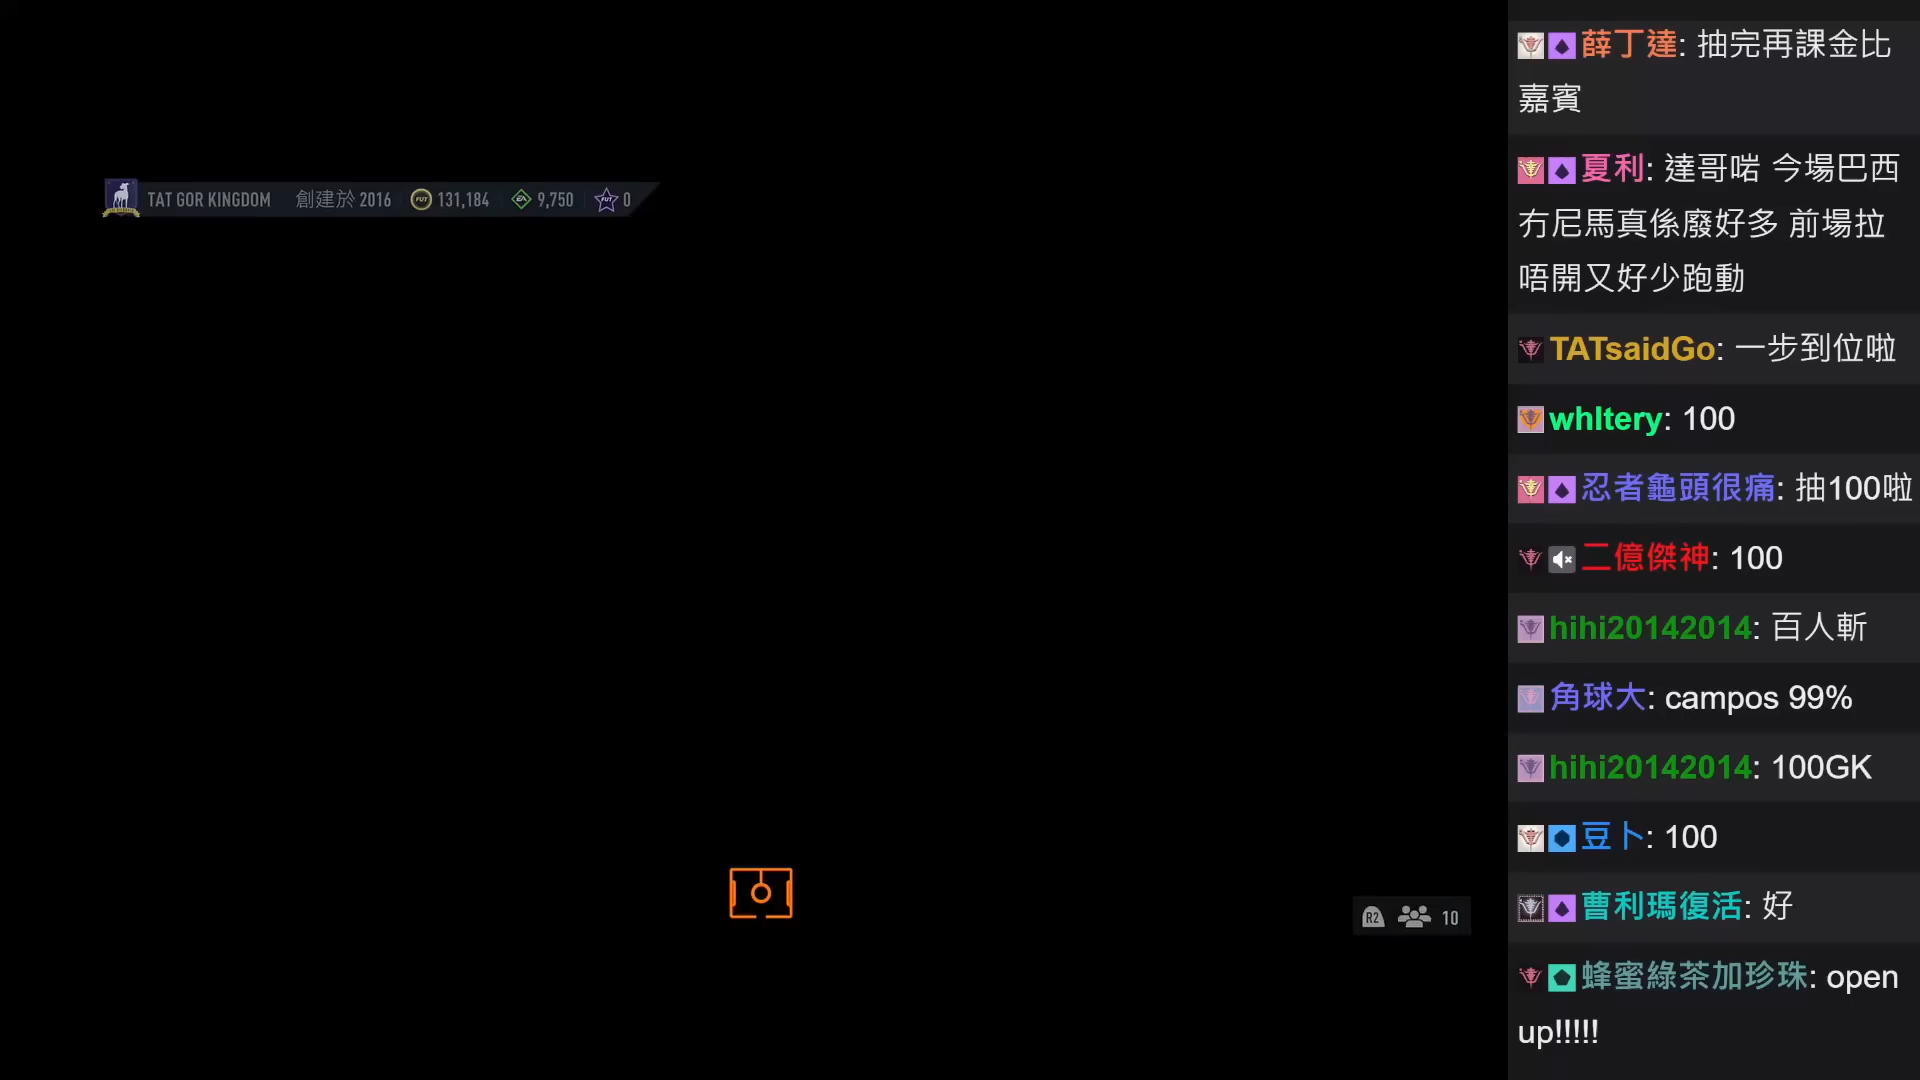 TAT GOR KINGDOM 創建於 2016 FUT 131,184 9,750 FUT 0
R2 10
薛丁達: 抽完再課金比
嘉賓
夏利: 達哥啱 今場巴西
冇尼馬真係廢好多 前場拉
唔開又好少跑動
TATsaidGo: 一步到位啦
whltery: 100
忍者龜頭很痛: 抽100啦
二億傑神: 100
hihi20142014: 百人斬
角球大: campos 99%
hihi20142014: 100GK
豆卜: 100
曹利瑪復活: 好
蜂蜜綠茶加珍珠: open
up!!!!!